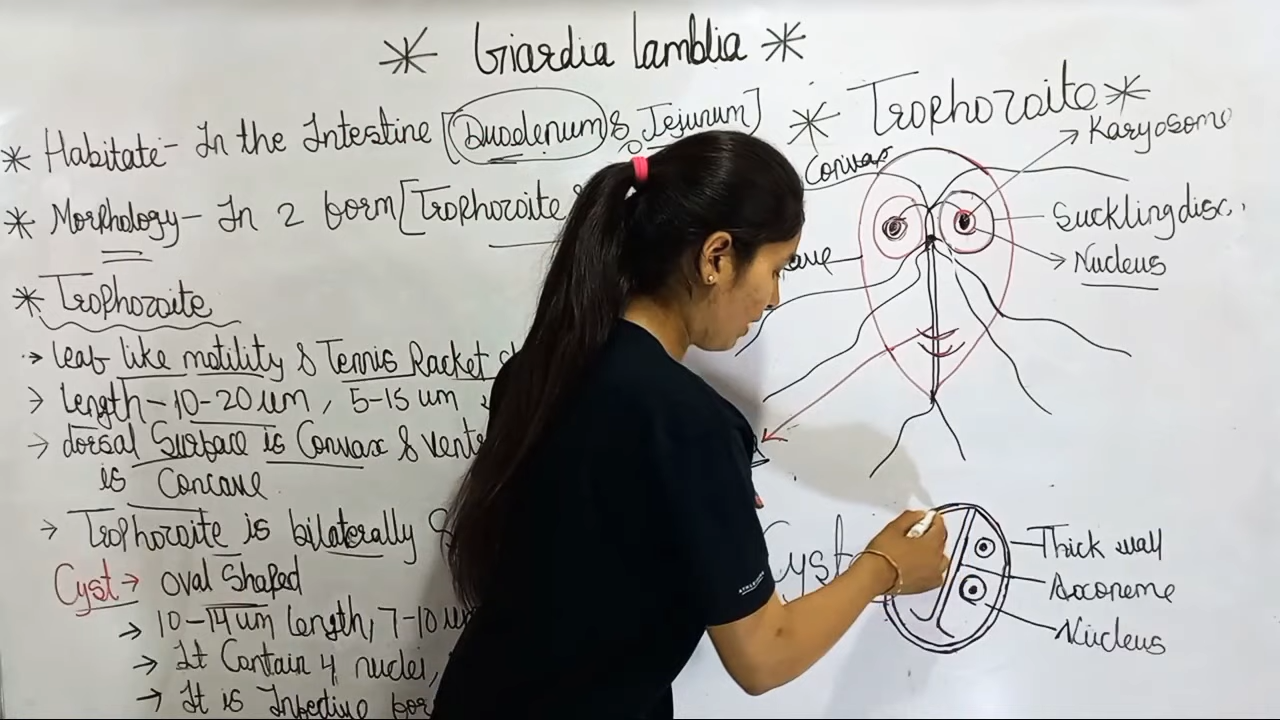 * Giardia lamblia *
* Habitate - In the Intestine [Duodenum & Jejunum]
* Morphology - In 2 form [Trophozoite
* Trophozoite
→ leaf like motility & Tennis Racket
→ length - 10-20 um, 5-15 um
→ dorsal Surface is Convax &
is Concave
→ Trophozoite is bilaterally
Cyst → oval Shaped
→ 10-14 um length, 7-10 um
→ It Contain 4 nuclei,
→ It is Infective
* Trophozoite *
Karyosome
Convax
Suckling disc.
Nucleus
Cyst
Thick wall
Axoneme
Nucleus